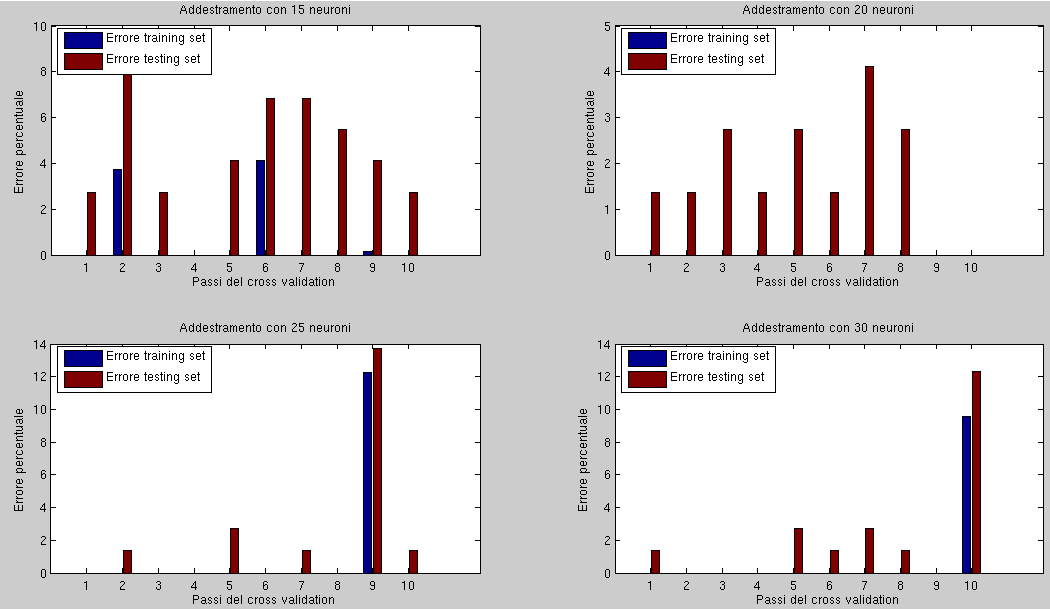 Addestramento con 15 neuroni
10
8
6
4
2
0
Errore percentuale
Errore training set
Errore testing set
1 2 3 4 5 6 7 8 9 10
Passi del cross validation
Addestramento con 20 neuroni
5
4
3
2
1
0
Errore percentuale
Errore training set
Errore testing set
1 2 3 4 5 6 7 8 9 10
Passi del cross validation
Addestramento con 25 neuroni
14
12
10
8
6
4
2
0
Errore percentuale
Errore training set
Errore testing set
1 2 3 4 5 6 7 8 9 10
Passi del cross validation
Addestramento con 30 neuroni
14
12
10
8
6
4
2
0
Errore percentuale
Errore training set
Errore testing set
1 2 3 4 5 6 7 8 9 10
Passi del cross validation